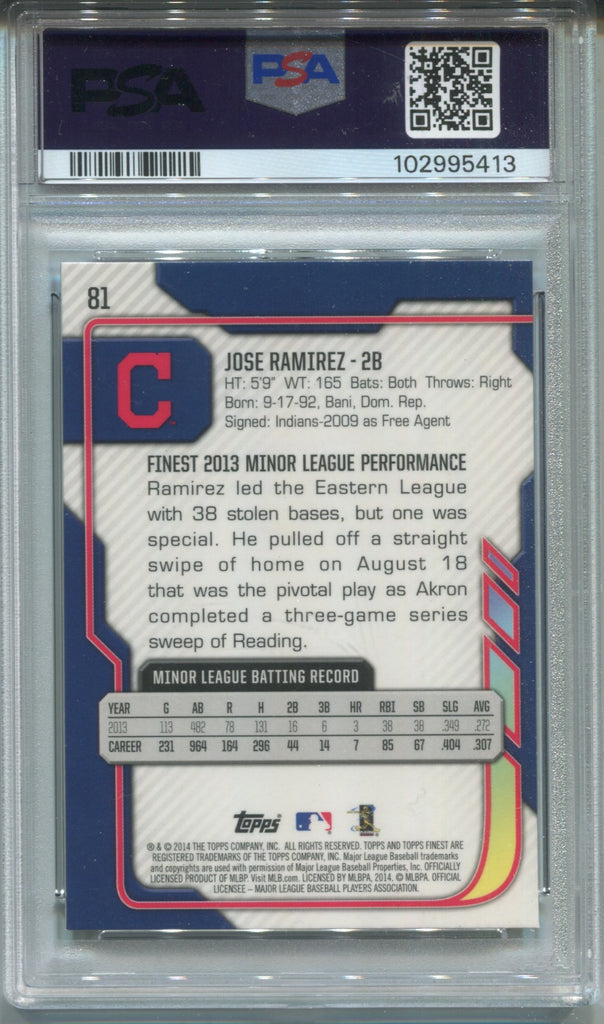 PSA
PSA
102995413
81
C
JOSE RAMIREZ - 2B
HT: 5'9" WT: 165 Bats: Both Throws: Right
Born: 9-17-92, Bani, Dom. Rep.
Signed: Indians-2009 as Free Agent
FINEST 2013 MINOR LEAGUE PERFORMANCE
Ramirez led the Eastern League
with 38 stolen bases, but one was
special. He pulled off a straight
swipe of home on August 18
that was the pivotal play as Akron
completed a three-game series
sweep of Reading.
MINOR LEAGUE BATTING RECORD
YEAR G AB R H 2B 3B HR RBI SB SLG AVG
2013 113 482 78 131 16 6 3 38 38 .349 .272
CAREER 231 964 164 296 44 14 7 85 67 .404 .307
Topps
® & © 2014 THE TOPPS COMPANY, INC. ALL RIGHTS RESERVED. TOPPS AND TOPPS FINEST ARE
REGISTERED TRADEMARKS OF THE TOPPS COMPANY, INC. Major League Baseball trademarks
and copyrights are used with permission of Major League Baseball Properties, Inc. OFFICIALLY
LICENSED PRODUCT OF MLBP. Visit MLB.com. LICENSED BY MLBPA, 2014. © MLBPA. OFFICIAL
LICENSEE – MAJOR LEAGUE BASEBALL PLAYERS ASSOCIATION.